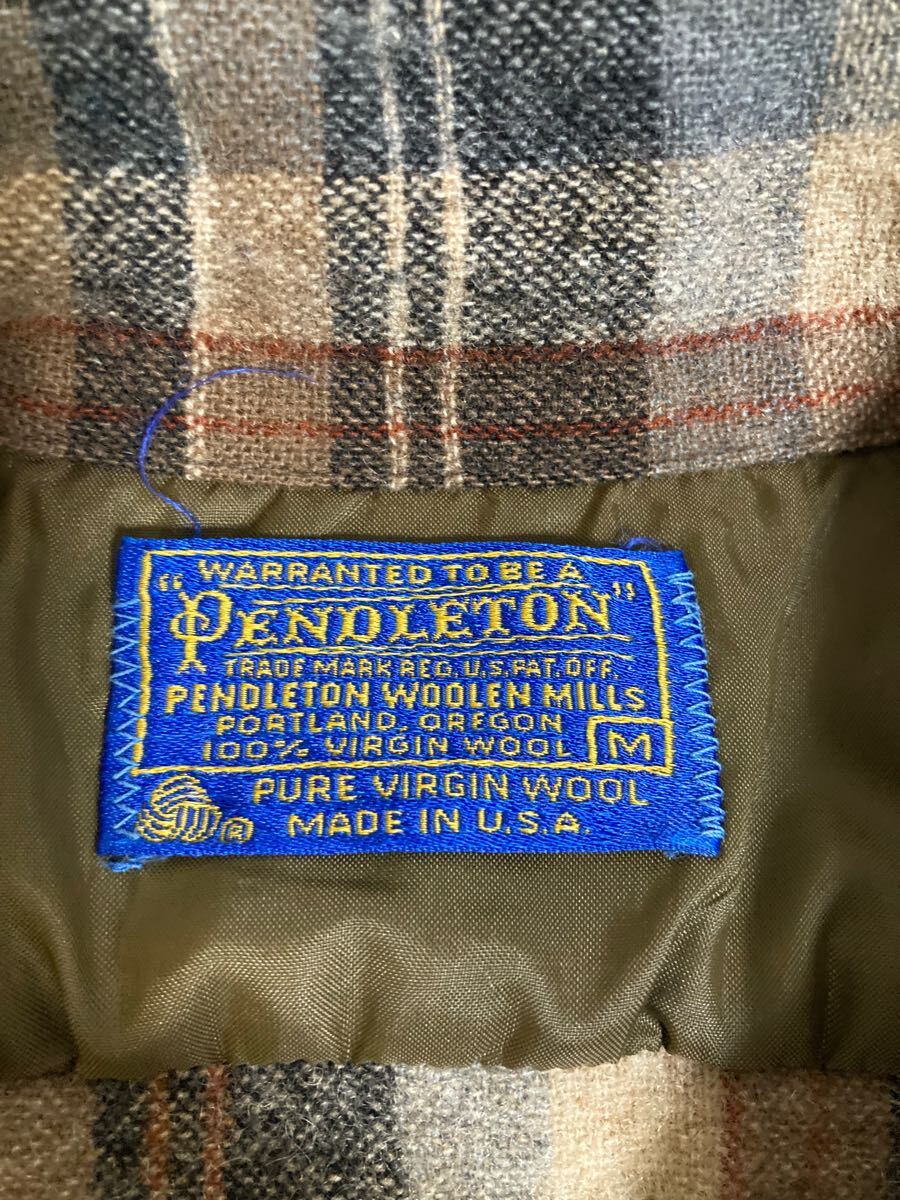 WARRANTED TO BE A
"PENDLETON"
TRADE MARK REG. U.S. PAT. OFF.
PENDLETON WOOLEN MILLS
PORTLAND, OREGON
100% VIRGIN WOOL M
® PURE VIRGIN WOOL
MADE IN U.S.A.